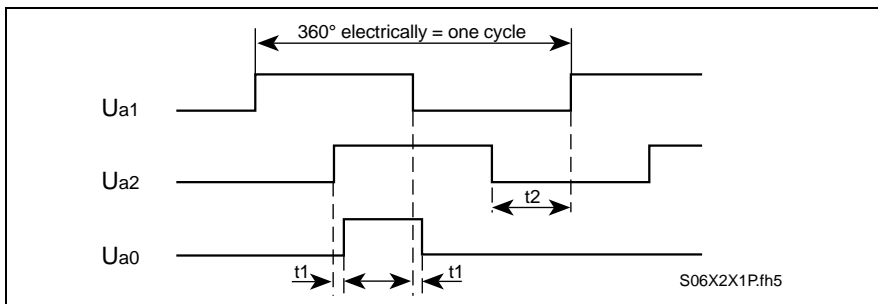 360° electrically = one cycle
Ua1
Ua2
t2
Ua0
t1
t1
S06X2X1P.fh5